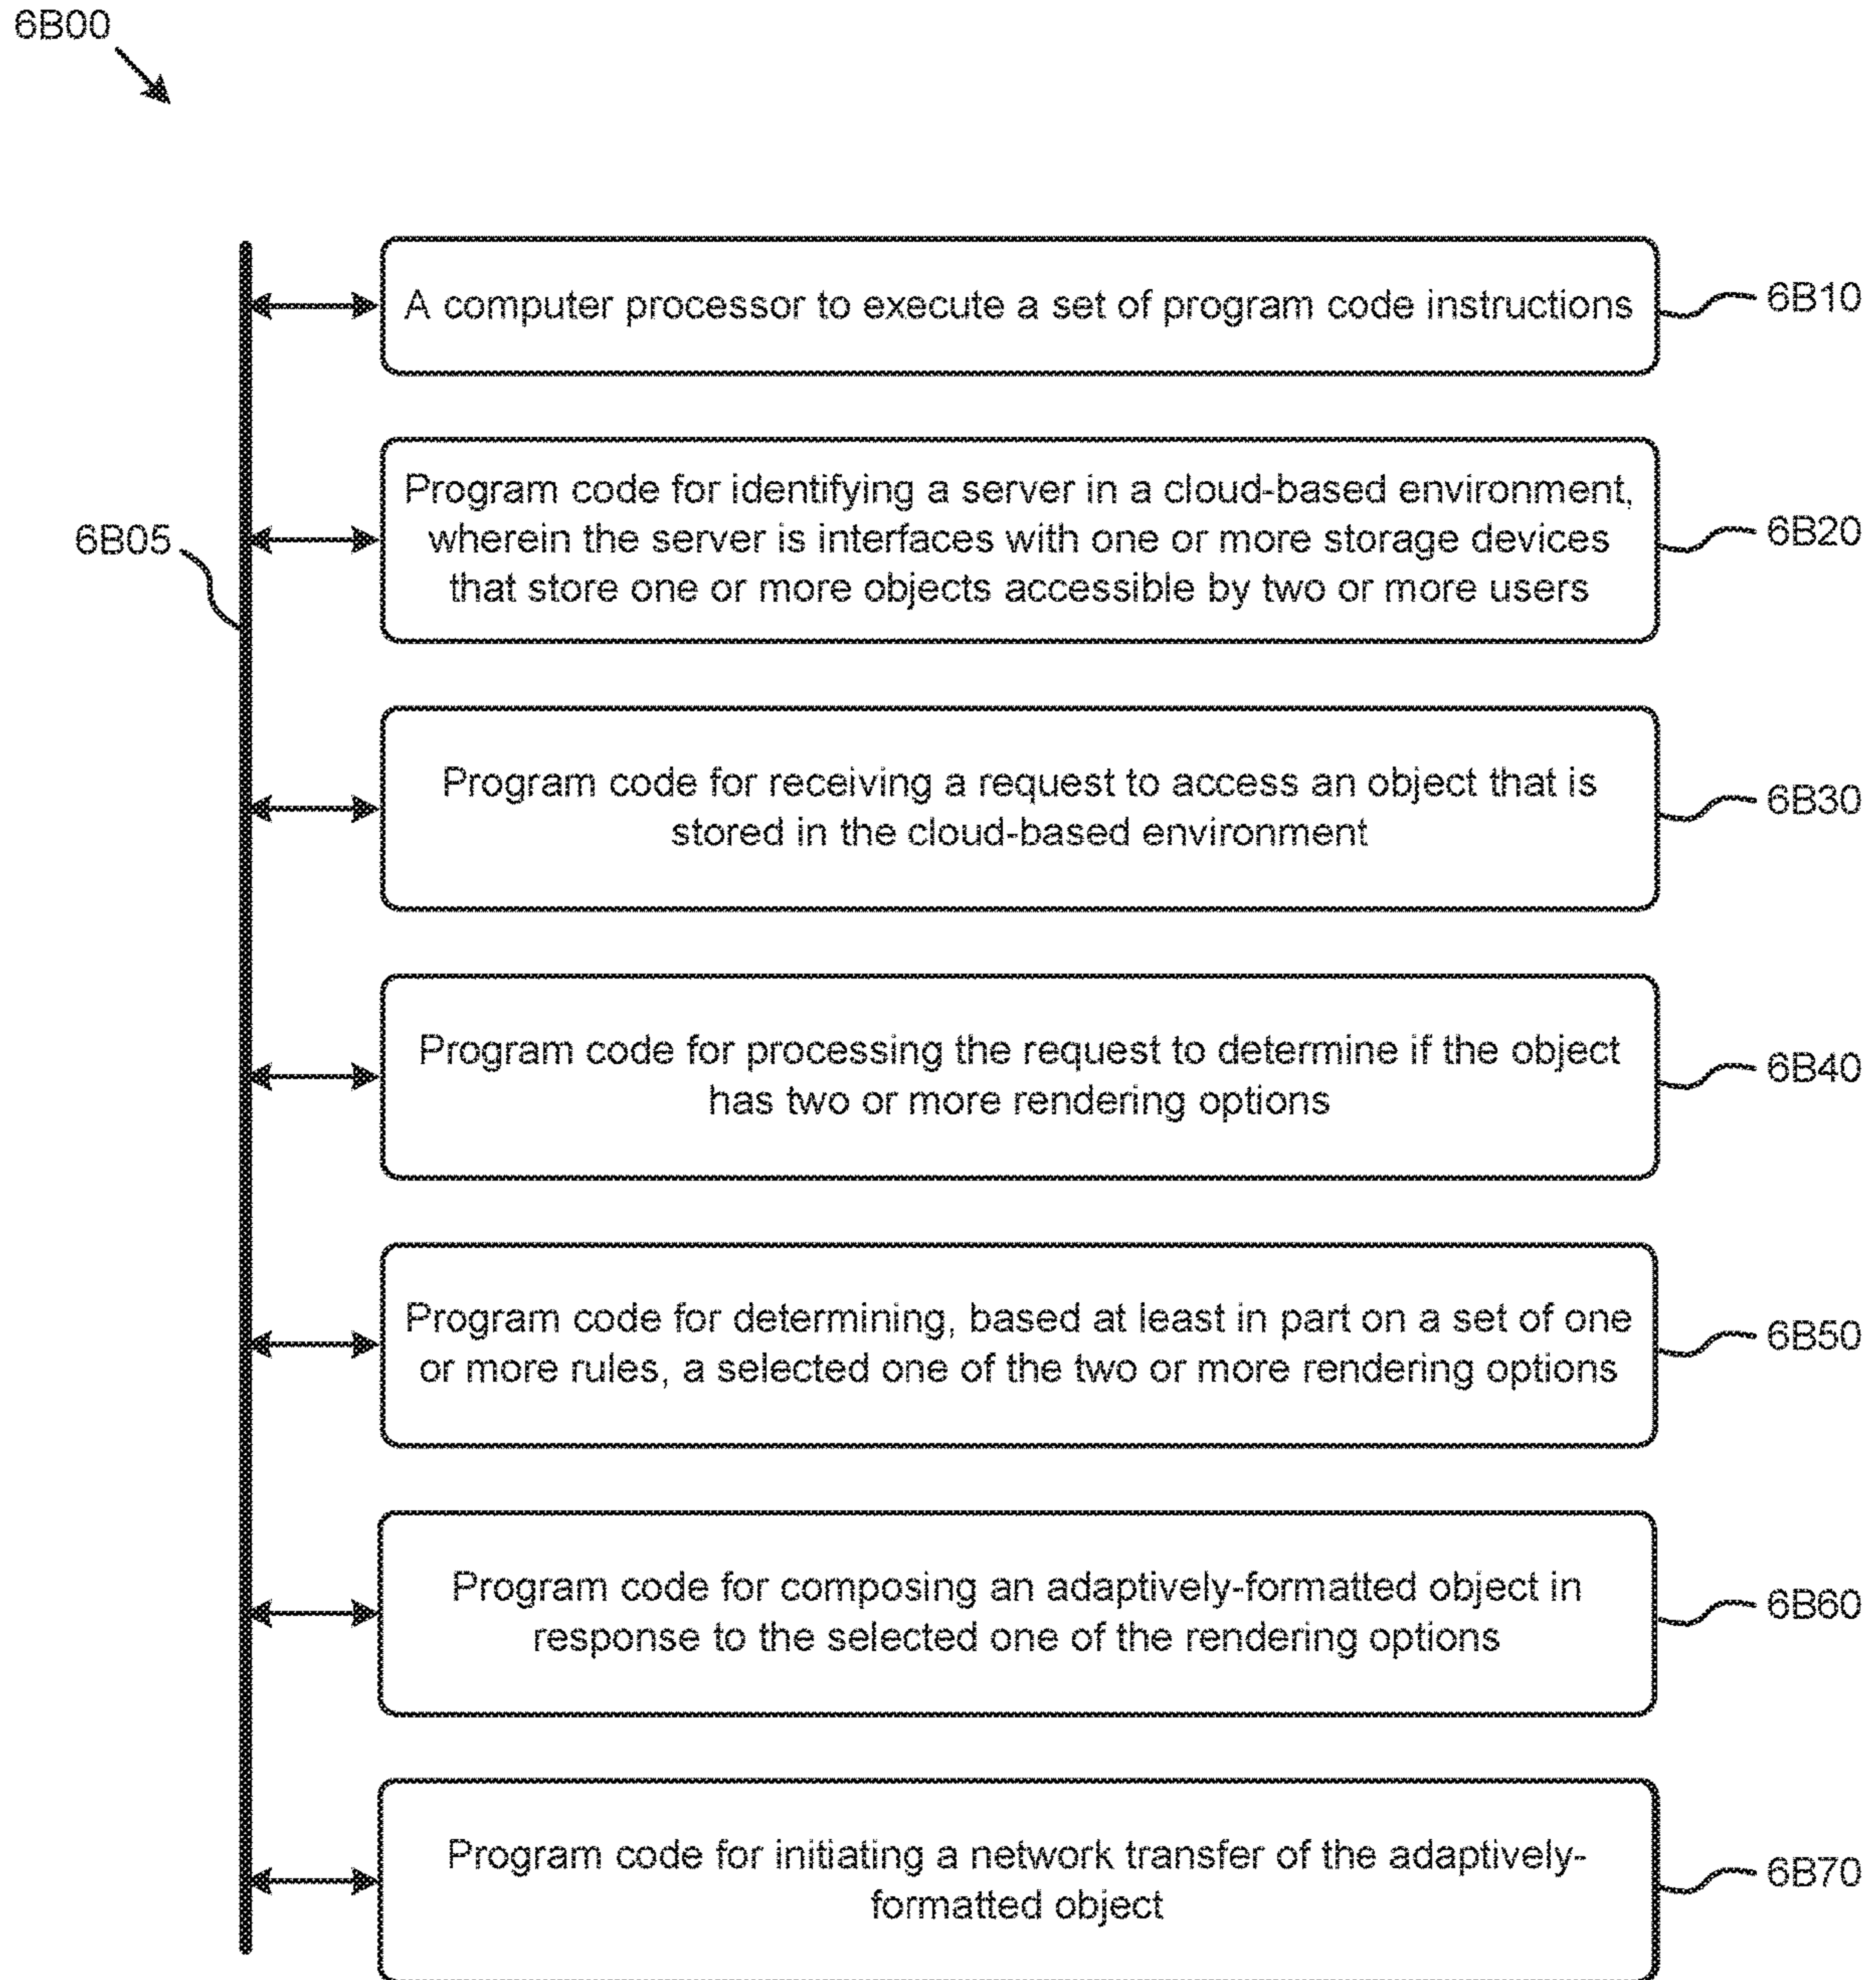 6B00
A computer processor to execute a set of program code instructions
6B10
Program code for identifying a server in a cloud-based environment,
wherein the server is interfaces with one or more storage devices
that store one or more objects accessible by two or more users
6B20
6B05
Program code for receiving a request to access an object that is
stored in the cloud-based environment
6B30
Program code for processing the request to determine if the object
has two or more rendering options
6B40
Program code for determining, based at least in part on a set of one
or more rules, a selected one of the two or more rendering options
6B50
Program code for composing an adaptively-formatted object in
response to the selected one of the rendering options
6B60
Program code for initiating a network transfer of the adaptively-
formatted object
6B70